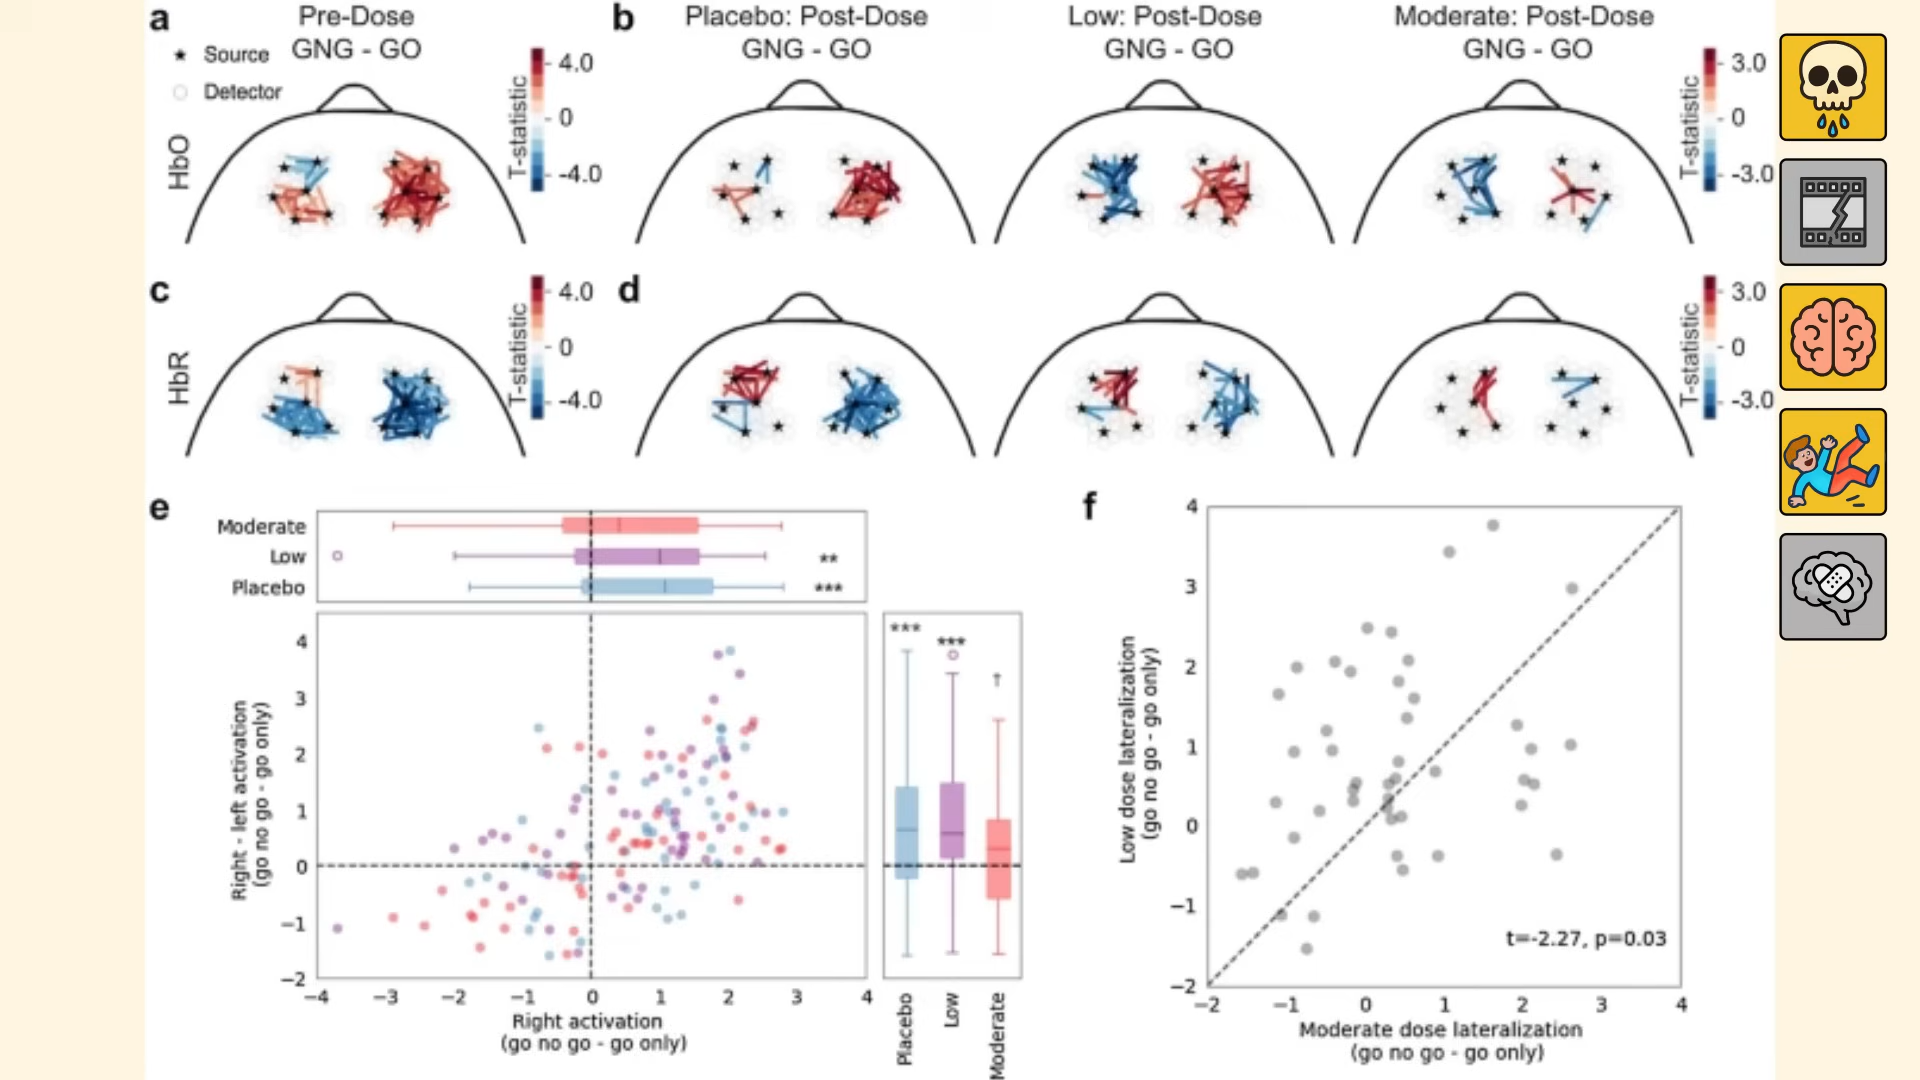 a
Pre-Dose
GNG - GO
Source
Detector
HbO
T-statistic
4.0
0
-4.0
b
Placebo: Post-Dose
GNG - GO
Low: Post-Dose
GNG - GO
Moderate: Post-Dose
GNG - GO
T-statistic
3.0
0
-3.0
c
HbR
T-statistic
4.0
0
-4.0
d
T-statistic
3.0
0
-3.0
e
Moderate
Low
**
Placebo
***
4
3
2
1
0
−1
−2
Right - left activation
(go no go - go only)
−4
−3
−2
−1
0
1
2
3
4
Right activation
(go no go - go only)
***
***
†
Placebo
Low
Moderate
f
4
3
2
1
0
−1
−2
Low dose lateralization
(go no go - go only)
t=-2.27, p=0.03
−2
−1
0
1
2
3
4
Moderate dose lateralization
(go no go - go only)